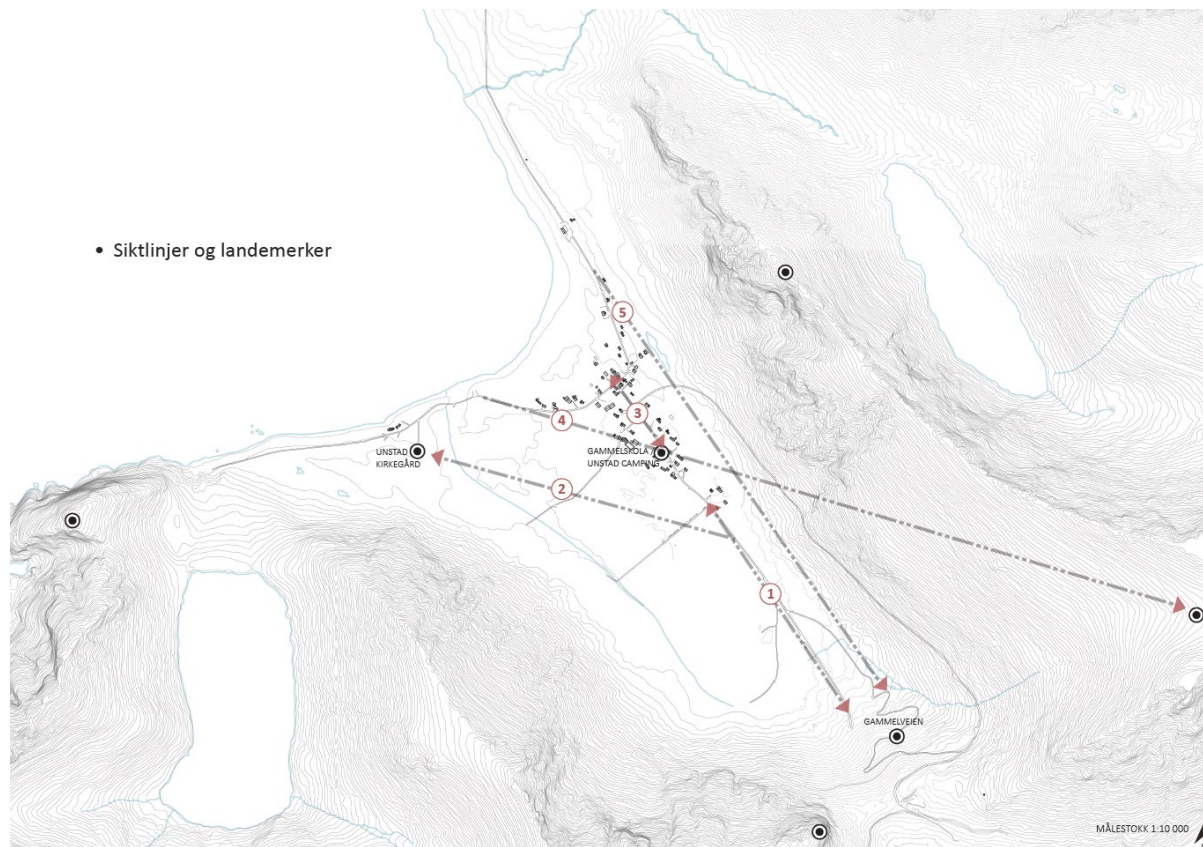 • Siktlinjer og landemerker
5
3
4
UNSTAD
KIRKEGÅRD
GAMMELSKOLA /
UNSTAD CAMPING
2
1
GAMMELVEIEN
MÅLESTOKK 1:10 000